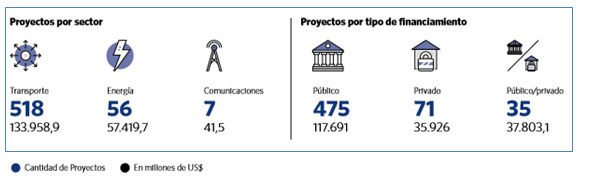 Proyectos por sector
Transporte
518
133.958,9
Energía
56
57.419,7
Comunicaciones
7
41,5
Proyectos por tipo de financiamiento
Público
475
117.691
Privado
71
35.926
Público/privado
35
37.803,1
Cantidad de Proyectos
En millones de US$